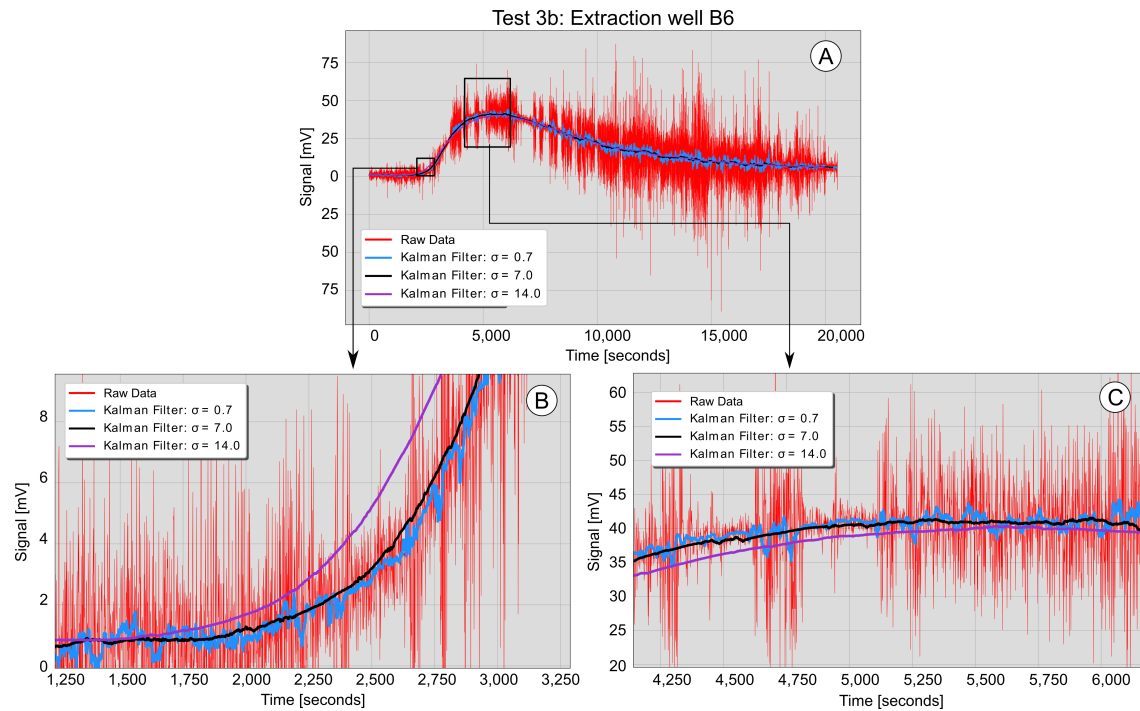 Test 3b: Extraction well B6
A
75
50
25
0
25
50
75
Signal [mV]
Raw Data
Kalman Filter: σ= 0.7
Kalman Filter: σ= 7.0
Kalman Filter: σ= 14.0
0 5,000 10,000 15,000 20,000
Time [seconds]
B
Raw Data
Kalman Filter: σ= 0.7
Kalman Filter: σ= 7.0
Kalman Filter: σ= 14.0
8
6
4
2
0
Signal [mV]
1,250 1,500 1,750 2,000 2,250 2,500 2,750 3,000 3,250
Time [seconds]
C
Raw Data
Kalman Filter: σ= 0.7
Kalman Filter: σ= 7.0
Kalman Filter: σ= 14.0
60
55
50
45
40
35
30
25
20
Signal [mV]
4,250 4,500 4,750 5,000 5,250 5,500 5,750 6,000
Time [seconds]